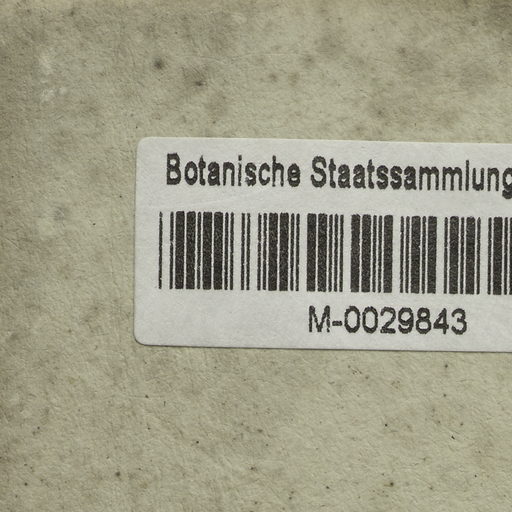 Botanische Staatssammlung
M-0029843